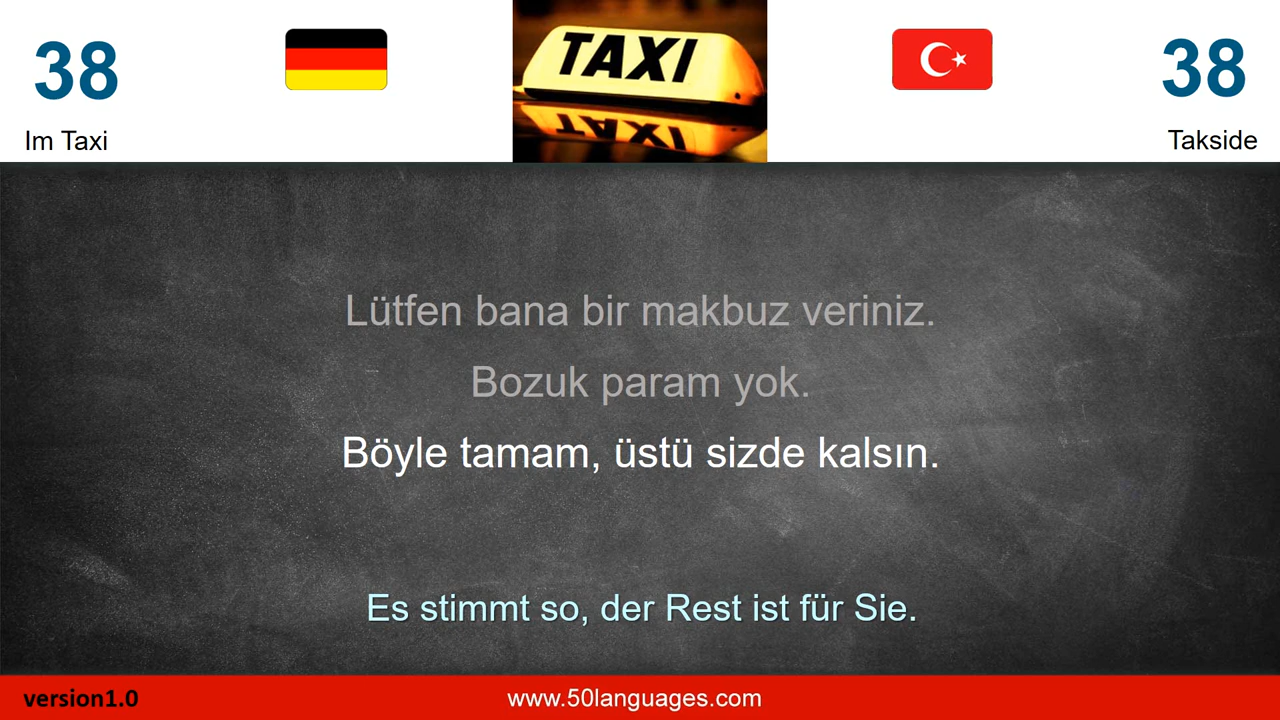 38
38
TAXI
Im Taxi
Takside
Lütfen bana bir makbuz veriniz.
Bozuk param yok.
Böyle tamam, üstü sizde kalsın.
Es stimmt so, der Rest ist für Sie.
version1.0
www.50languages.com